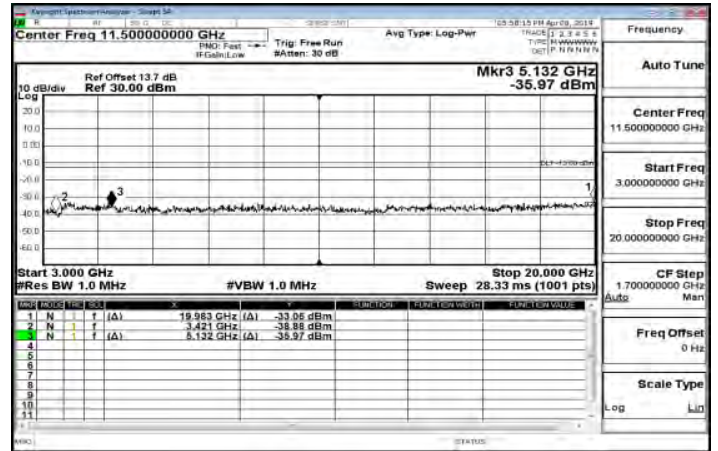 Keysight Spectrum Analyzer - Swept SA
Center Freq 11.500000000 GHz
PNO: Fast
IFGain:Low
Trig: Free Run
#Atten: 30 dB
Avg Type: Log-Pwr
05:58:15 PM Apr 09, 2019
TRACE 1 2 3 4 5 6
TYPE
DET P N N N N N
Frequency
Ref Offset 13.7 dB
10 dB/div Ref 30.00 dBm
Log
Mkr3 5.132 GHz
-35.97 dBm
Auto Tune
20.0
10.0
0.00
-10.0
-20.0
-30.0
-40.0
-50.0
-60.0
2
3
1
Center Freq
11.500000000 GHz
Start Freq
3.000000000 GHz
Stop Freq
20.000000000 GHz
Start 3.000 GHz
#Res BW 1.0 MHz
#VBW 1.0 MHz
Stop 20.000 GHz
Sweep 28.33 ms (1001 pts)
CF Step
1.700000000 GHz
Auto Man
MKR MODE TRC SCL X Y FUNCTION FUNCTION WIDTH FUNCTION VALUE
1 N 1 f (Δ) 19.983 GHz (Δ) -33.05 dBm
2 N 1 f 3.421 GHz -38.88 dBm
3 N 1 f (Δ) 5.132 GHz (Δ) -35.97 dBm
4
5
6
7
8
9
10
11
Freq Offset
0 Hz
Scale Type
Log Lin
MSG
STATUS